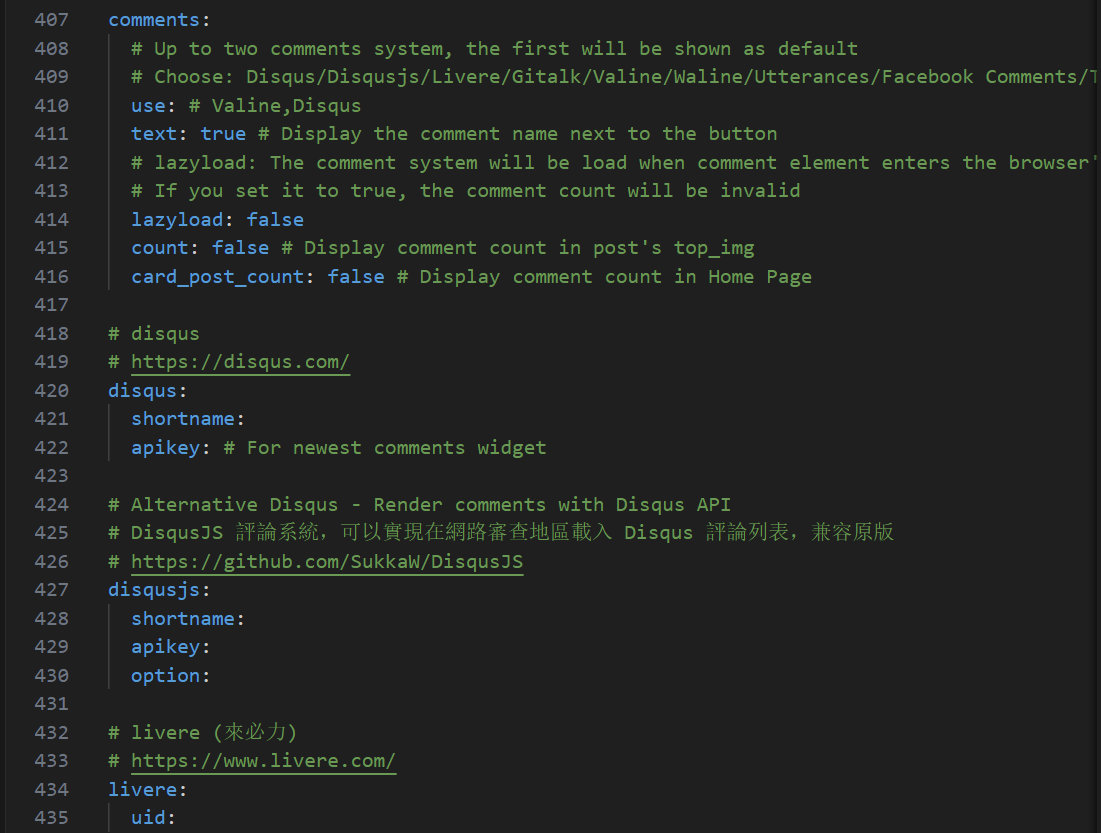 407 comments:
408 # Up to two comments system, the first will be shown as default
409 # Choose: Disqus/Disqusjs/Livere/Gitalk/Valine/Waline/Utterances/Facebook Comments/T
410 use: # Valine,Disqus
411 text: true # Display the comment name next to the button
412 # lazyload: The comment system will be load when comment element enters the browser'
413 # If you set it to true, the comment count will be invalid
414 lazyload: false
415 count: false # Display comment count in post's top_img
416 card_post_count: false # Display comment count in Home Page
417
418 # disqus
419 # https://disqus.com/
420 disqus:
421 shortname:
422 apikey: # For newest comments widget
423
424 # Alternative Disqus - Render comments with Disqus API
425 # DisqusJS 評論系統，可以實現在網路審查地區載入 Disqus 評論列表，兼容原版
426 # https://github.com/SukkaW/DisqusJS
427 disqusjs:
428 shortname:
429 apikey:
430 option:
431
432 # livere (來必力)
433 # https://www.livere.com/
434 livere:
435 uid: